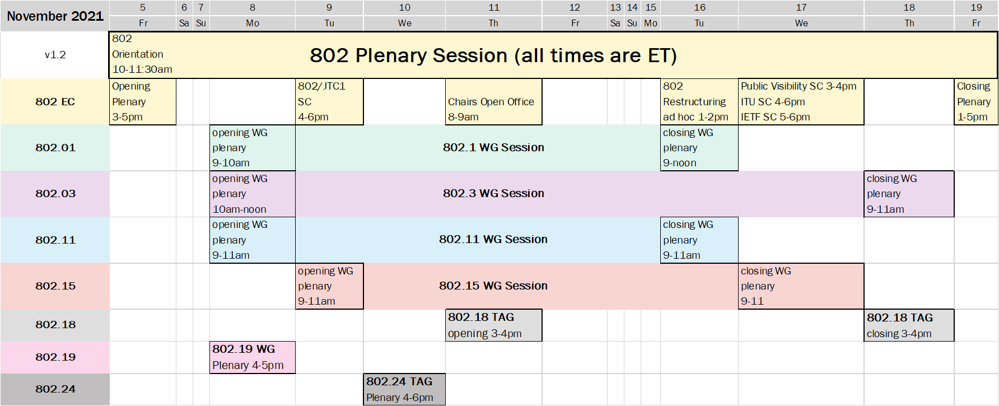 November 2021
5 6 7 8 9 10 11 12 13 14 15 16 17 18 19
Fr Sa Su Mo Tu We Th Fr Sa Su Mo Tu We Th Fr
v1.2
802
Orientation
10-11:30am
802 Plenary Session (all times are ET)
802 EC
Opening
Plenary
3-5pm
802/JTC1
SC
4-6pm
Chairs Open Office
8-9am
802
Restructuring
ad hoc 1-2pm
Public Visibility SC 3-4pm
ITU SC 4-6pm
IETF SC 5-6pm
Closing
Plenary
1-5pm
802.01
opening WG
plenary
9-10am
802.1 WG Session
closing WG
plenary
9-noon
802.03
opening WG
plenary
10am-noon
802.3 WG Session
closing WG
plenary
9-11am
802.11
opening WG
plenary
9-11am
802.11 WG Session
closing WG
plenary
9-11am
802.15
opening WG
plenary
9-11am
802.15 WG Session
closing WG
plenary
9-11
802.18
802.18 TAG
opening 3-4pm
802.18 TAG
closing 3-4pm
802.19
802.19 WG
Plenary 4-5pm
802.24
802.24 TAG
Plenary 4-6pm